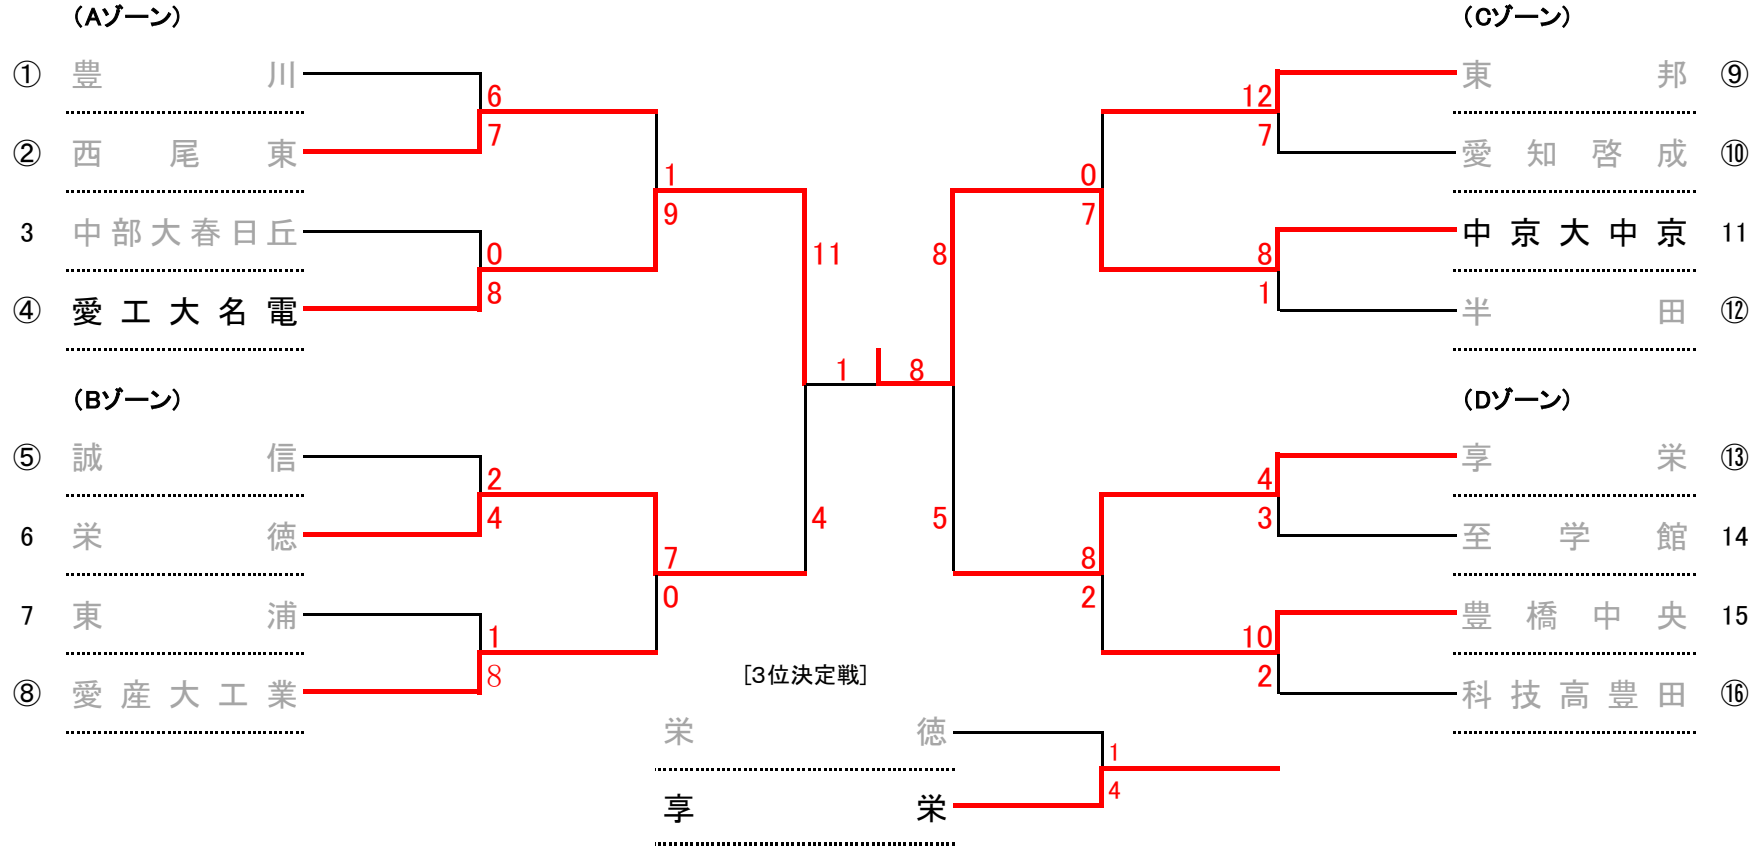 (Aゾーン)
① 豊川
6
7
② 西尾東
1
9
3 中部大春日丘
0
8
④ 愛工大名電
11
(Bゾーン)
⑤ 誠信
2
4
6 栄徳
7
0
7 東浦
1
8
⑧ 愛産大工業
4
1 8
(Cゾーン)
東邦 ⑨
12
7
愛知啓成 ⑩
0
7
中京大中京 11
8
1
半田 ⑫
8
(Dゾーン)
享栄 ⑬
4
3
至学館 14
8
2
豊橋中央 15
10
2
科技高豊田 ⑯
5
[3位決定戦]
栄徳
1
4
享栄